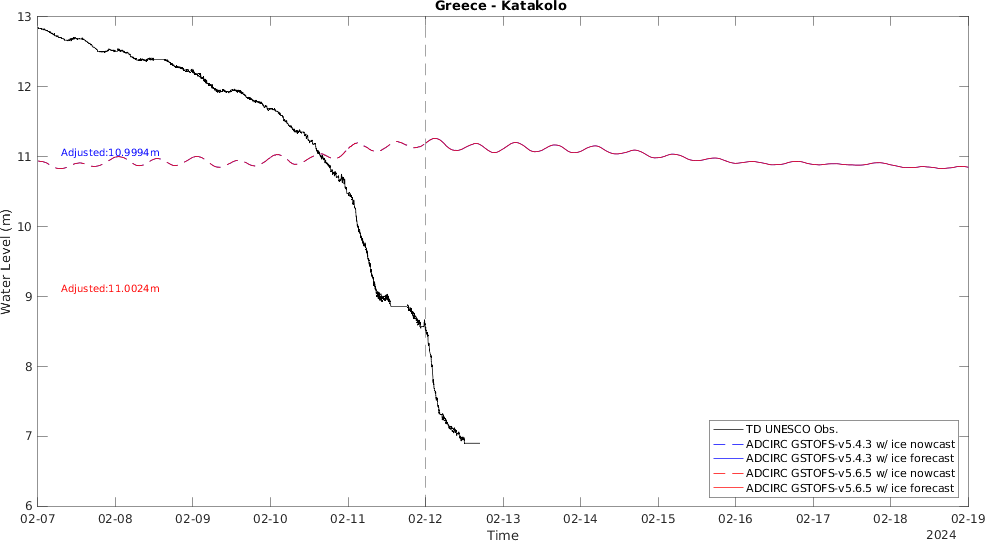 Greece - Katakolo
13
12
11
10
9
8
7
6
Water Level (m)
Adjusted:10.9994m
Adjusted:11.0024m
TD UNESCO Obs.
ADCIRC GSTOFS-v5.4.3 w/ ice nowcast
ADCIRC GSTOFS-v5.4.3 w/ ice forecast
ADCIRC GSTOFS-v5.6.5 w/ ice nowcast
ADCIRC GSTOFS-v5.6.5 w/ ice forecast
02-07 02-08 02-09 02-10 02-11 02-12 02-13 02-14 02-15 02-16 02-17 02-18 02-19
Time
2024